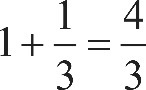 1 + 1/3 = 4/3